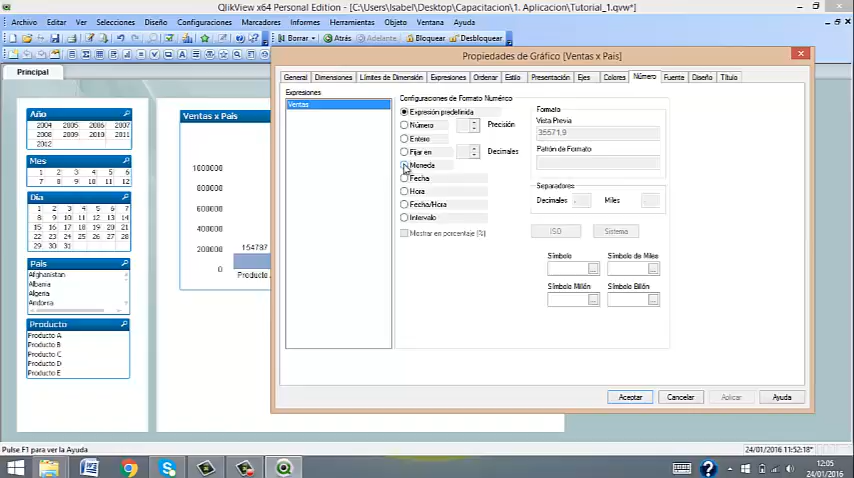 QlikView x64 Personal Edition - [C:\Users\Isabel\Desktop\Capacitacion\1. Aplicacion\Tutorial_1.qvw*]
Archivo Editar Ver Selecciones Diseño Configuraciones Marcadores Informes Herramientas Objeto Ventana Ayuda
Borrar Atrás Adelante Bloquear Desbloquear
Principal
Propiedades de Gráfico [Ventas x Pais]
General Dimensiones Límites de Dimensión Expresiones Ordenar Estilo Presentación Ejes Colores Número Fuente Diseño Título
Año
2004 2005 2006 2007
2008 2009 2010 2011
2012
Mes
1 2 3 4 5 6
7 8 9 10 11 12
Dia
1 2 3 4 5 6 7
8 9 10 11 12 13 14
15 16 17 18 19 20 21
22 23 24 25 26 27 28
29 30 31
Pais
Afghanistan
Albania
Algeria
Andorra
Producto
Producto A
Producto B
Producto C
Producto D
Producto E
Ventas x Pais
1000000
800000
600000
400000
200000
0
154787
Producto
Expresiones
Ventas
Configuraciones de Formato Numérico
Expresión predefinida
Número Precisión
Entero
Fijar en Decimales
Moneda
Fecha
Hora
Fecha/Hora
Intervalo
Mostrar en porcentaje (%)
Formato
Vista Previa
35571,9
Patrón de Formato
Separadores
Decimales , Miles
ISO Sistema
Símbolo Símbolo de Miles
Símbolo Millón Símbolo Billón
Aceptar Cancelar Aplicar Ayuda
Pulse F1 para ver la Ayuda
24/01/2016 11:52:18*
12:05
24/01/2016